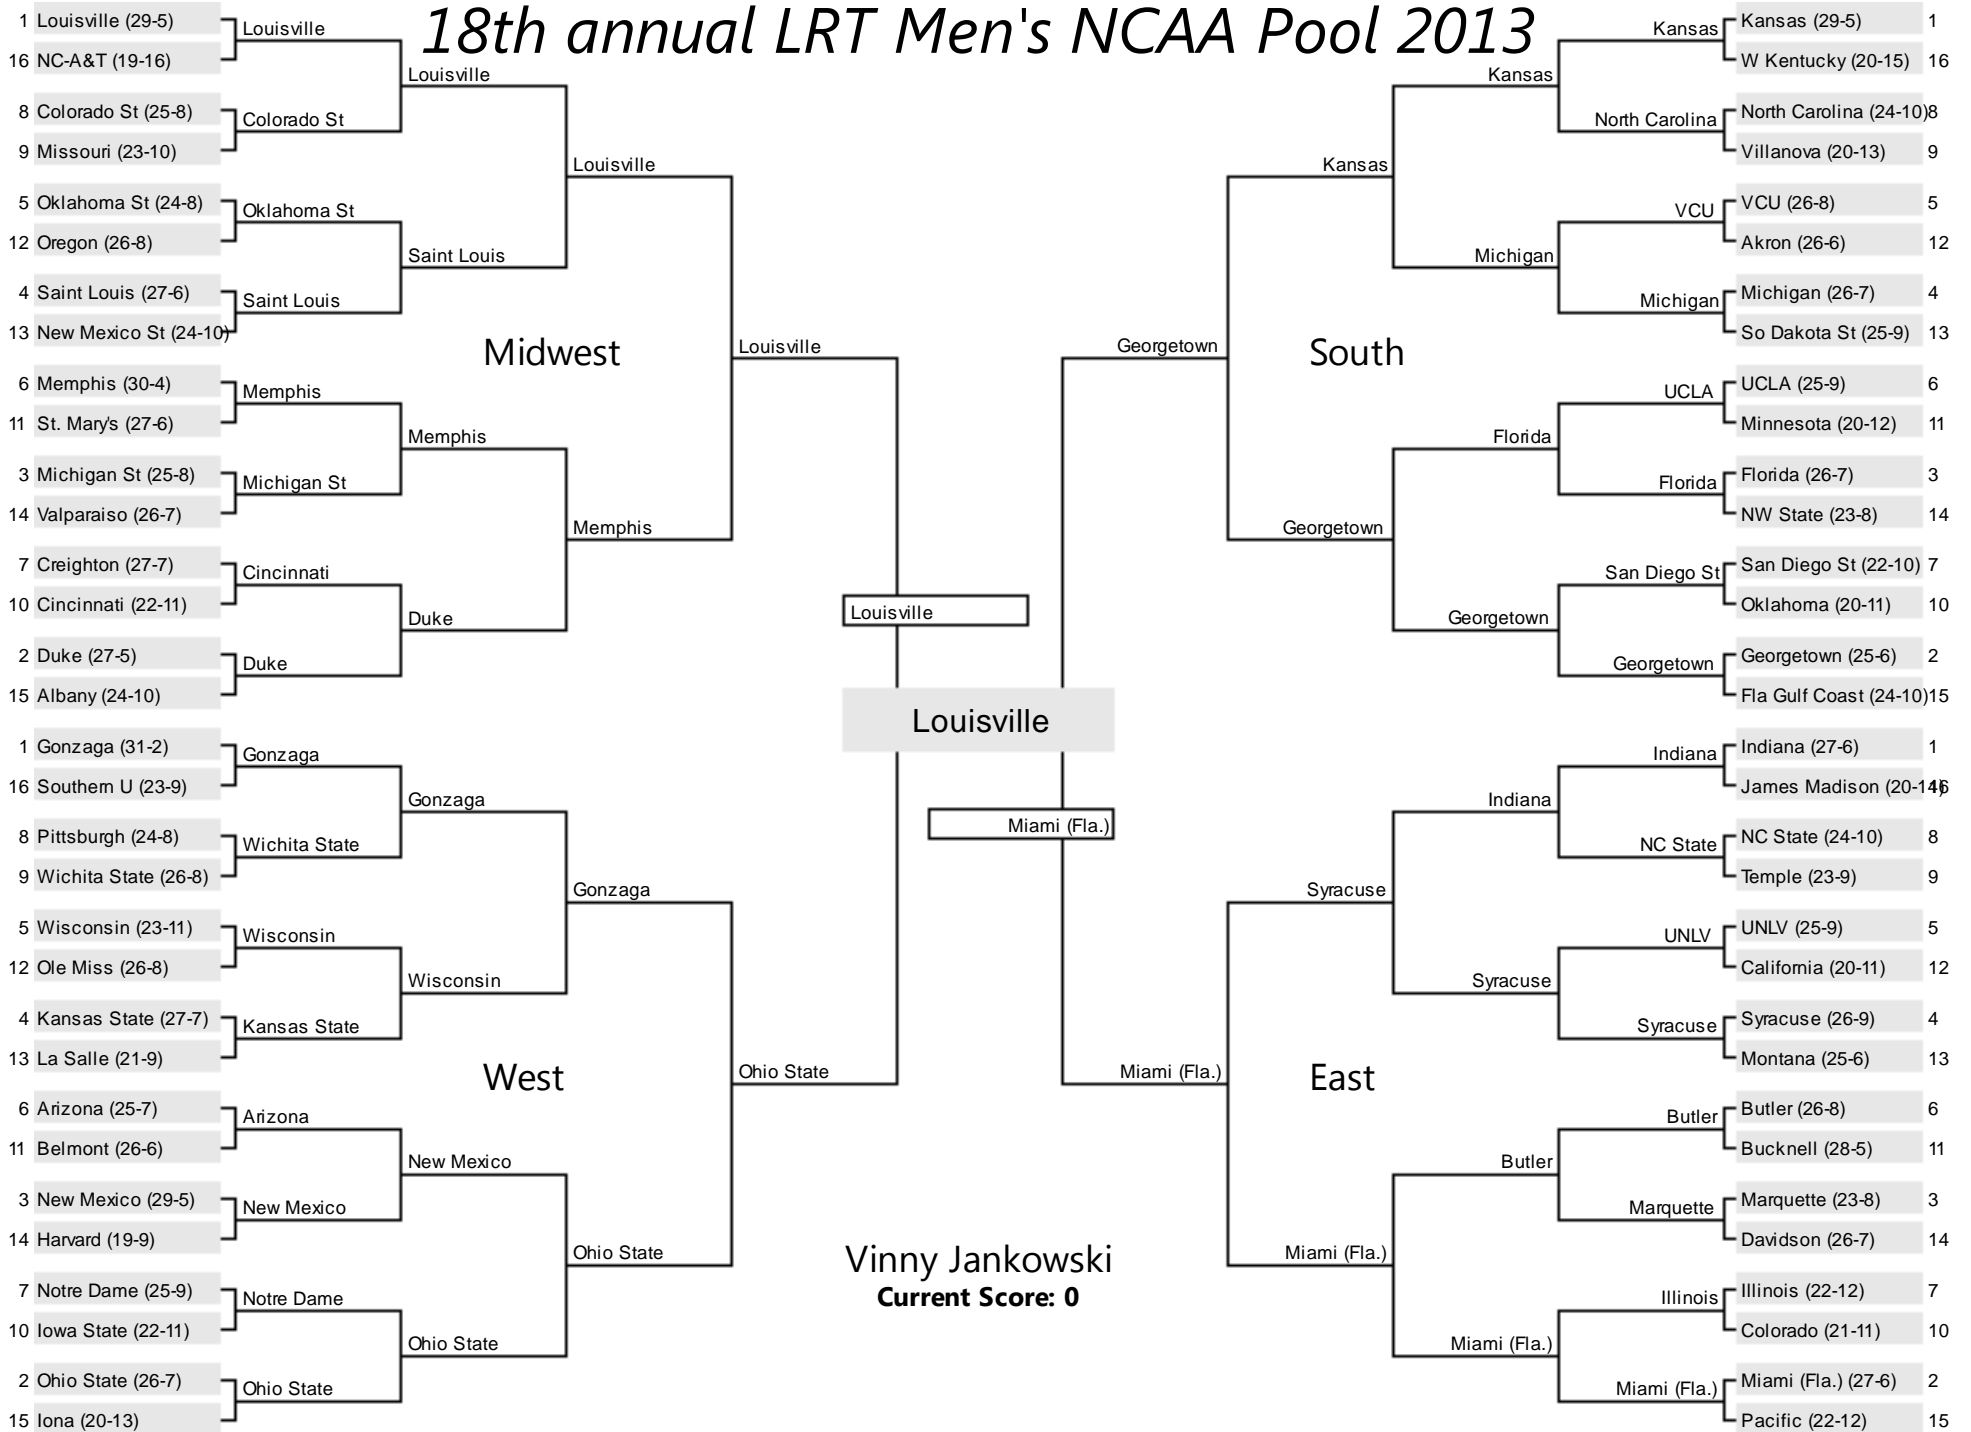 18th annual LRT Men's NCAA Pool 2013
1 Louisville (29-5)
16 NC-A&T (19-16)
8 Colorado St (25-8)
9 Missouri (23-10)
5 Oklahoma St (24-8)
12 Oregon (26-8)
4 Saint Louis (27-6)
13 New Mexico St (24-10)
6 Memphis (30-4)
11 St. Mary's (27-6)
3 Michigan St (25-8)
14 Valparaiso (26-7)
7 Creighton (27-7)
10 Cincinnati (22-11)
2 Duke (27-5)
15 Albany (24-10)
Louisville
Colorado St
Oklahoma St
Saint Louis
Memphis
Michigan St
Cincinnati
Duke
Louisville
Saint Louis
Memphis
Duke
Louisville
Memphis
Midwest
Louisville
1 Gonzaga (31-2)
16 Southern U (23-9)
8 Pittsburgh (24-8)
9 Wichita State (26-8)
5 Wisconsin (23-11)
12 Ole Miss (26-8)
4 Kansas State (27-7)
13 La Salle (21-9)
6 Arizona (25-7)
11 Belmont (26-6)
3 New Mexico (29-5)
14 Harvard (19-9)
7 Notre Dame (25-9)
10 Iowa State (22-11)
2 Ohio State (26-7)
15 Iona (20-13)
Gonzaga
Wichita State
Wisconsin
Kansas State
Arizona
New Mexico
Notre Dame
Ohio State
Gonzaga
Wisconsin
New Mexico
Ohio State
Gonzaga
Ohio State
West
Ohio State
Louisville
Louisville
Miami (Fla.)
Vinny Jankowski
Current Score: 0
Kansas (29-5) 1
W Kentucky (20-15) 16
North Carolina (24-10) 8
Villanova (20-13) 9
VCU (26-8) 5
Akron (26-6) 12
Michigan (26-7) 4
So Dakota St (25-9) 13
UCLA (25-9) 6
Minnesota (20-12) 11
Florida (26-7) 3
NW State (23-8) 14
San Diego St (22-10) 7
Oklahoma (20-11) 10
Georgetown (25-6) 2
Fla Gulf Coast (24-10) 15
Kansas
North Carolina
VCU
Michigan
UCLA
Florida
San Diego St
Georgetown
Kansas
Michigan
Florida
Georgetown
Kansas
Georgetown
South
Georgetown
Indiana (27-6) 1
James Madison (20-14) 16
NC State (24-10) 8
Temple (23-9) 9
UNLV (25-9) 5
California (20-11) 12
Syracuse (26-9) 4
Montana (25-6) 13
Butler (26-8) 6
Bucknell (28-5) 11
Marquette (23-8) 3
Davidson (26-7) 14
Illinois (22-12) 7
Colorado (21-11) 10
Miami (Fla.) (27-6) 2
Pacific (22-12) 15
Indiana
NC State
UNLV
Syracuse
Butler
Marquette
Illinois
Miami (Fla.)
Indiana
Syracuse
Butler
Miami (Fla.)
Syracuse
Miami (Fla.)
East
Miami (Fla.)